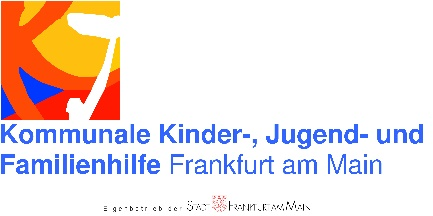 Kommunale Kinder-, Jugend- und
Familienhilfe Frankfurt am Main
Eigenbetrieb der STADT FRANKFURT AM MAIN